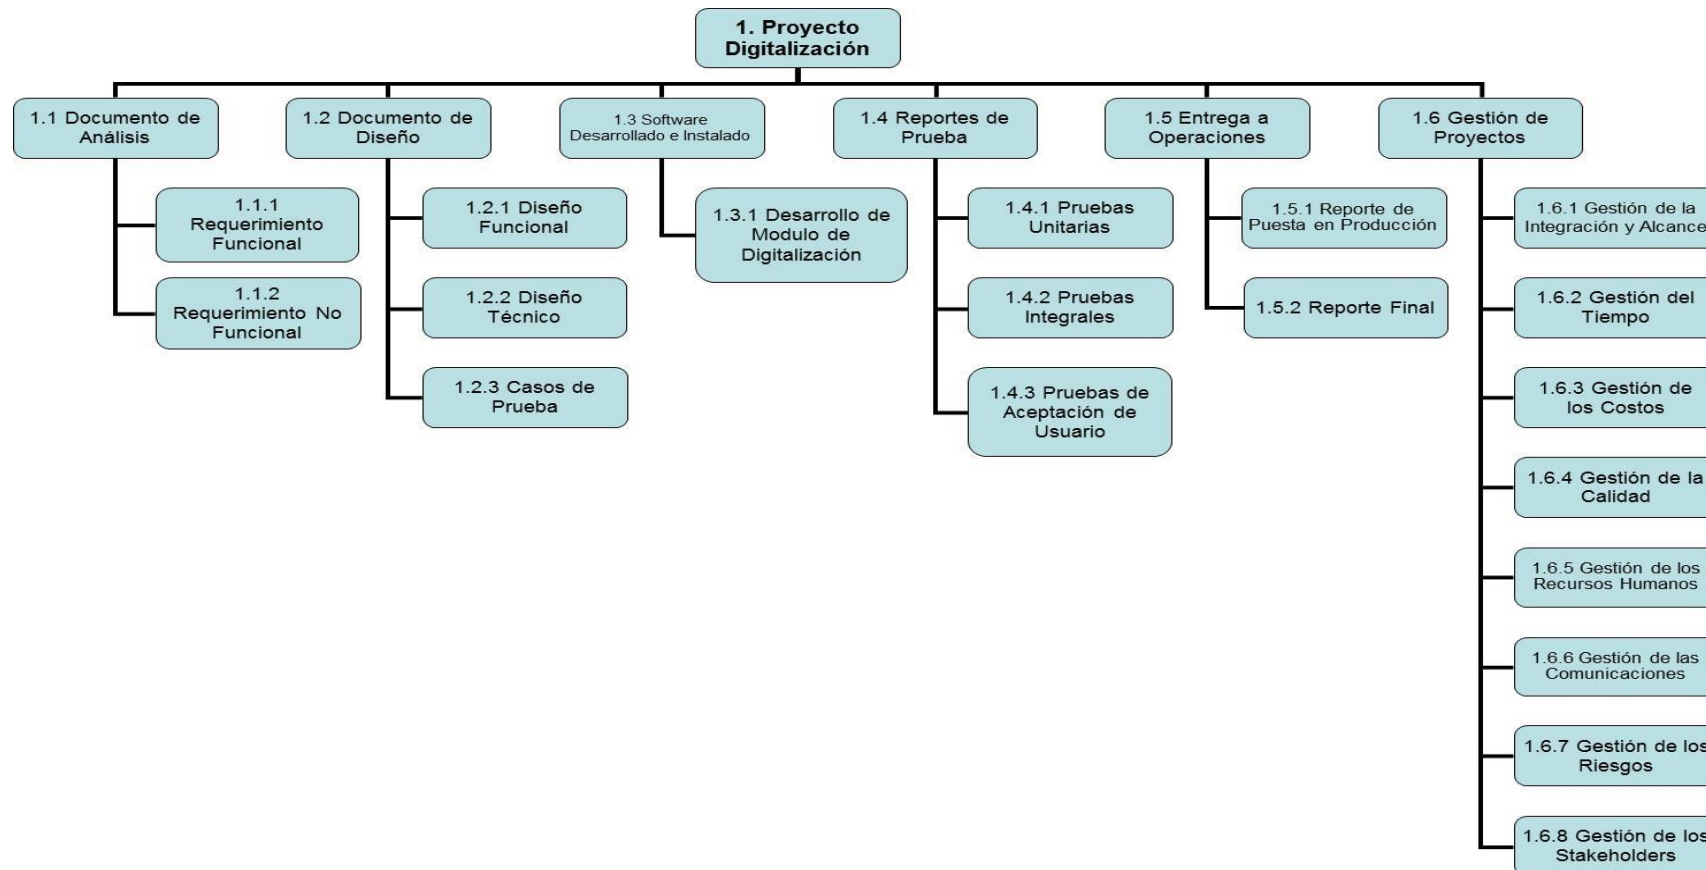 1. Proyecto
Digitalización
1.1 Documento de
Análisis
1.1.1
Requerimiento
Funcional
1.1.2
Requerimiento No
Funcional
1.2 Documento de
Diseño
1.2.1 Diseño
Funcional
1.2.2 Diseño
Técnico
1.2.3 Casos de
Prueba
1.3 Software
Desarrollado e Instalado
1.3.1 Desarrollo de
Modulo de
Digitalización
1.4 Reportes de
Prueba
1.4.1 Pruebas
Unitarias
1.4.2 Pruebas
Integrales
1.4.3 Pruebas de
Aceptación de
Usuario
1.5 Entrega a
Operaciones
1.5.1 Reporte de
Puesta en Producción
1.5.2 Reporte Final
1.6 Gestión de
Proyectos
1.6.1 Gestión de la
Integración y Alcance
1.6.2 Gestión del
Tiempo
1.6.3 Gestión de
los Costos
1.6.4 Gestión de la
Calidad
1.6.5 Gestión de los
Recursos Humanos
1.6.6 Gestión de las
Comunicaciones
1.6.7 Gestión de los
Riesgos
1.6.8 Gestión de los
Stakeholders